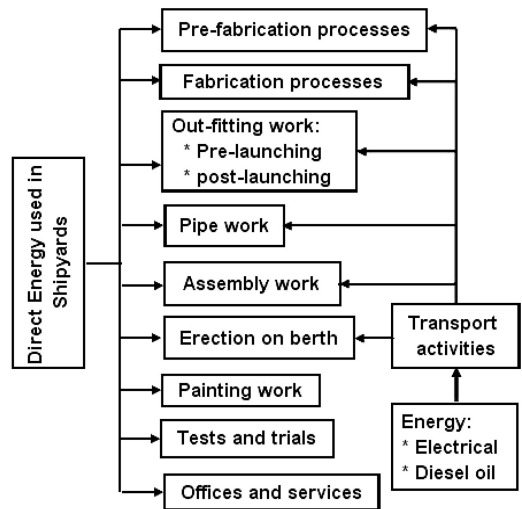 Direct Energy used in
Shipyards
Pre-fabrication processes
Fabrication processes
Out-fitting work:
* Pre-launching
* post-launching
Pipe work
Assembly work
Erection on berth
Painting work
Tests and trials
Offices and services
Transport
activities
Energy:
* Electrical
* Diesel oil